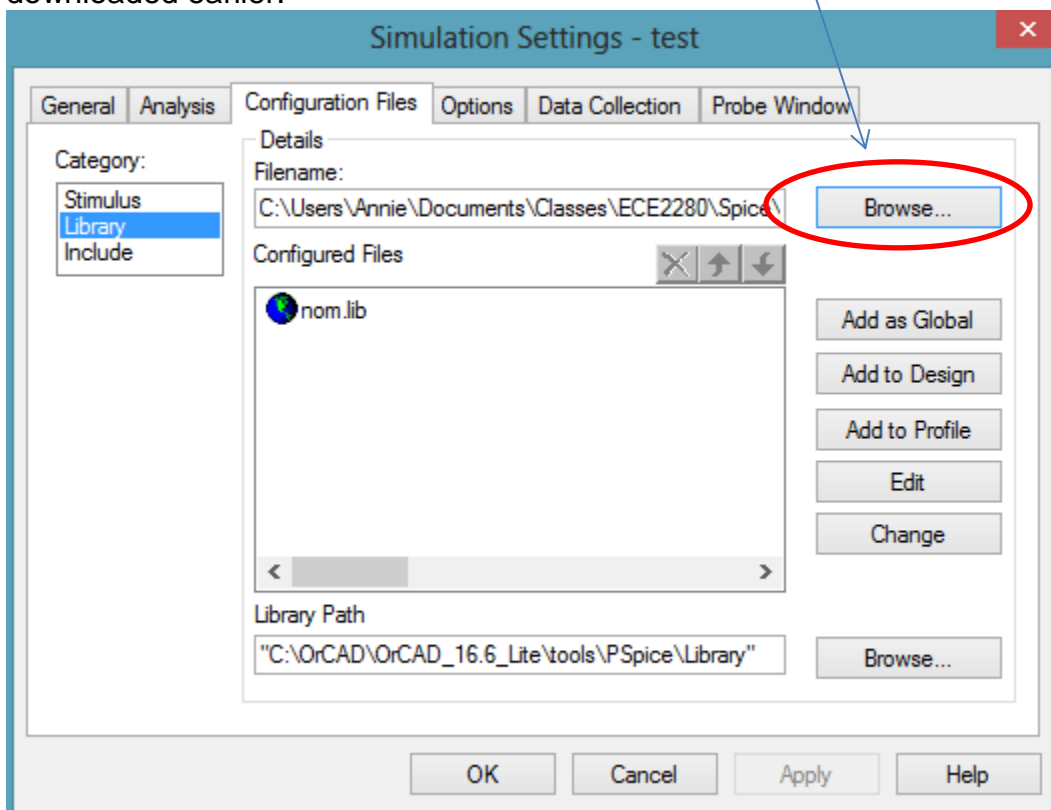 downloaded earlier.
Simulation Settings - test
General Analysis Configuration Files Options Data Collection Probe Window
Category:
Stimulus
Library
Include
Details
Filename:
C:\Users\Annie\Documents\Classes\ECE2280\Spice\
Browse...
Configured Files
nom.lib
Add as Global
Add to Design
Add to Profile
Edit
Change
Library Path
"C:\OrCAD\OrCAD_16.6_Lite\tools\PSpice\Library"
Browse...
OK Cancel Apply Help